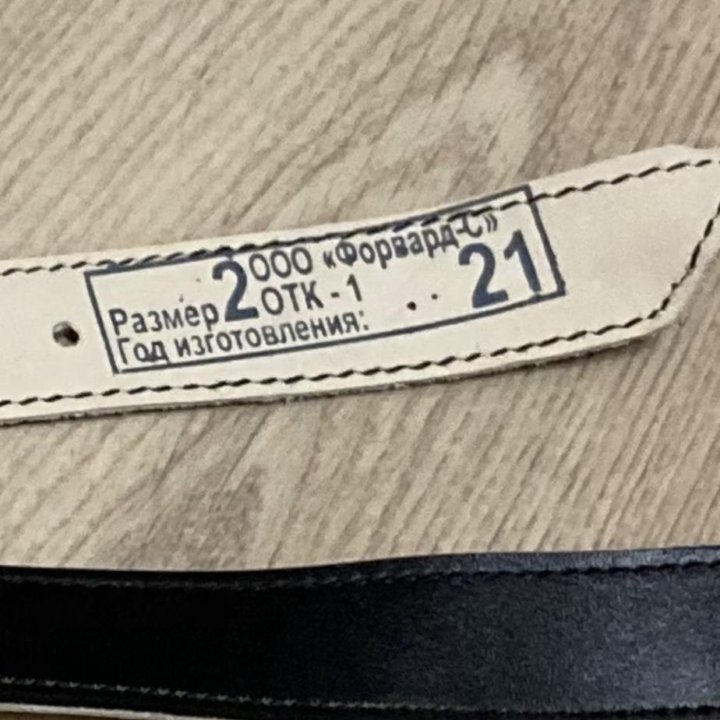 ООО «Форвард-С»
Размер 2 ОТК - 1
Год изготовления: . . 21